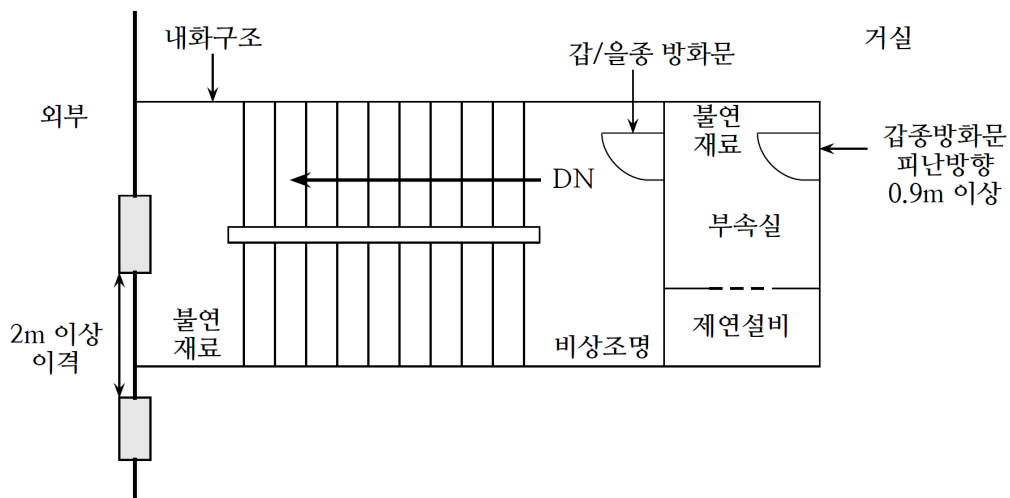 내화구조
갑/을종 방화문
거실
외부
불연
재료
갑종방화문
피난방향
0.9m 이상
DN
부속실
2m 이상
이격
불연
재료
비상조명
제연설비